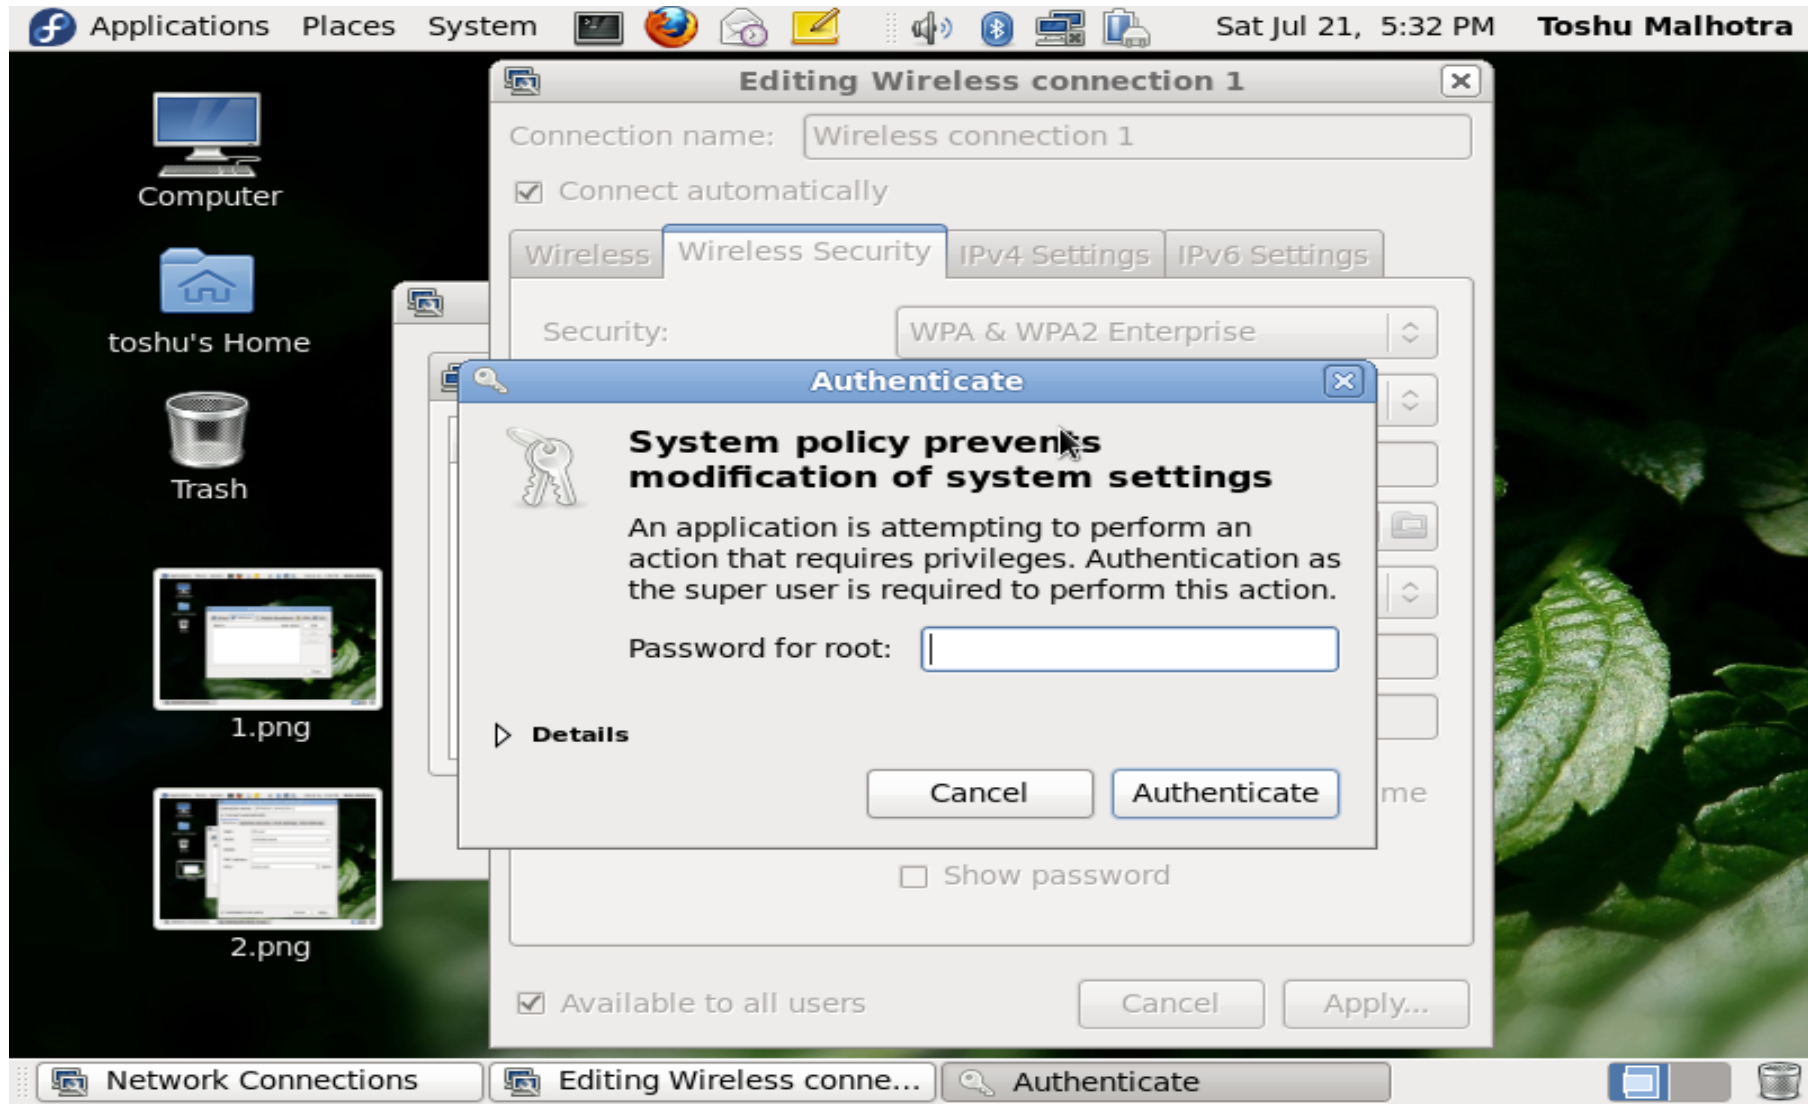 Applications Places System Sat Jul 21, 5:32 PM Toshu Malhotra
Computer
toshu's Home
Trash
1.png
2.png
Editing Wireless connection 1
Connection name: Wireless connection 1
Connect automatically
Wireless Wireless Security IPv4 Settings IPv6 Settings
Security: WPA & WPA2 Enterprise
Authenticate
System policy prevents
modification of system settings
An application is attempting to perform an
action that requires privileges. Authentication as
the super user is required to perform this action.
Password for root:
Details
Cancel Authenticate
me
Show password
Available to all users Cancel Apply...
Network Connections Editing Wireless conne... Authenticate